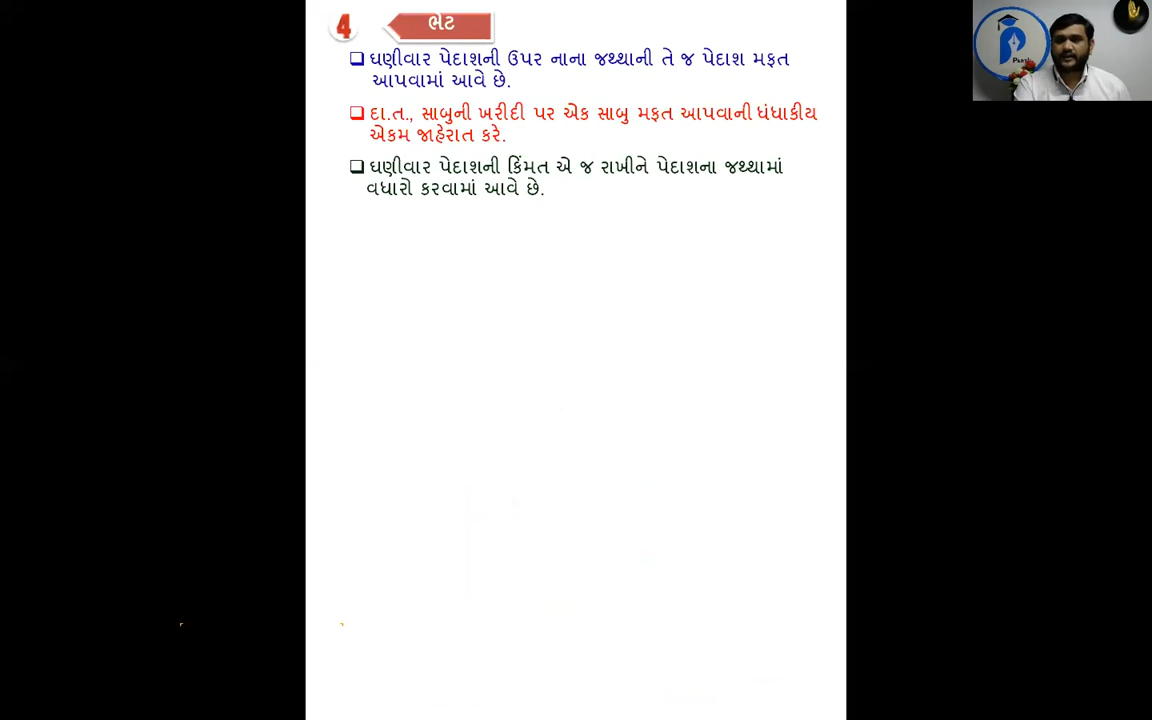 4 ભેટ
❑ ઘણીવાર પેદાશની ઉપર નાના જથ્થાની તે જ પેદાશ મફત
આપવામાં આવે છે.
❑ દા.ત., સાબુની ખરીદી પર એક સાબુ મફત આપવાની ધંધાકીય
એકમ જાહેરાત કરે.
❑ ઘણીવાર પેદાશની કિંમત એ જ રાખીને પેદાશના જથ્થામાં
વધારો કરવામાં આવે છે.